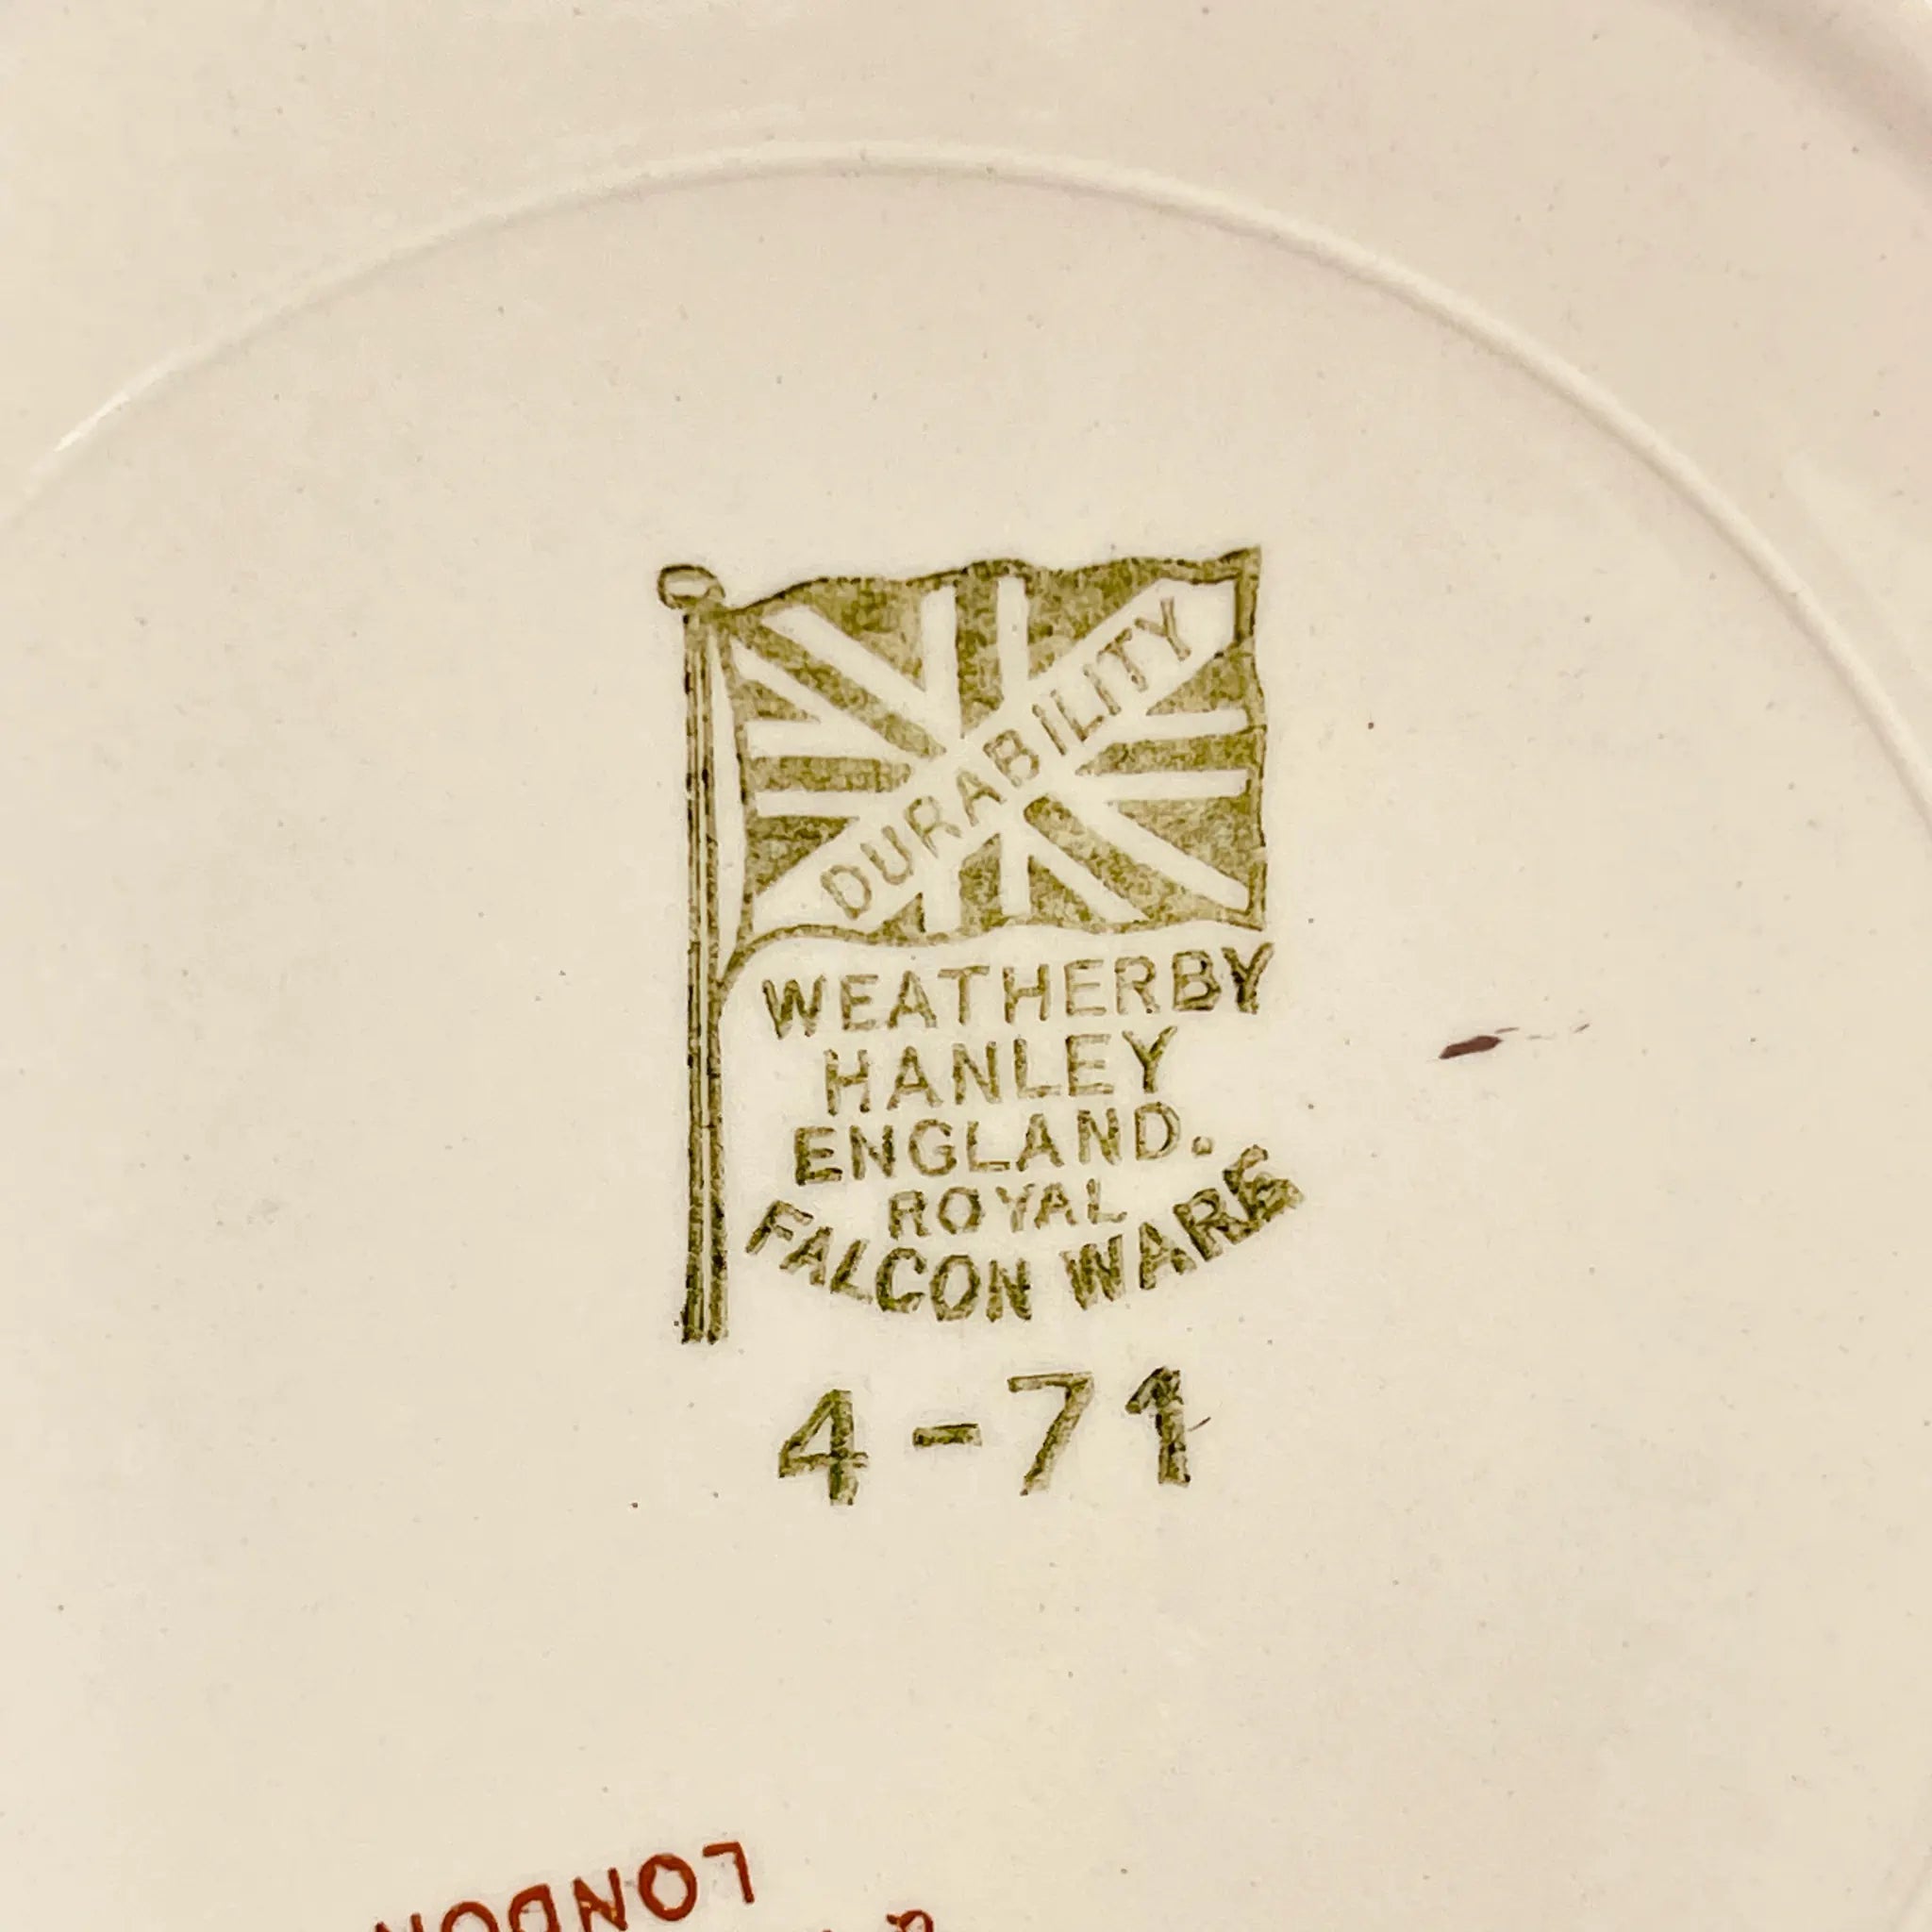 DURABILITY
WEATHERBY
HANLEY
ENGLAND.
ROYAL
FALCON WARE
4-71
LONDON